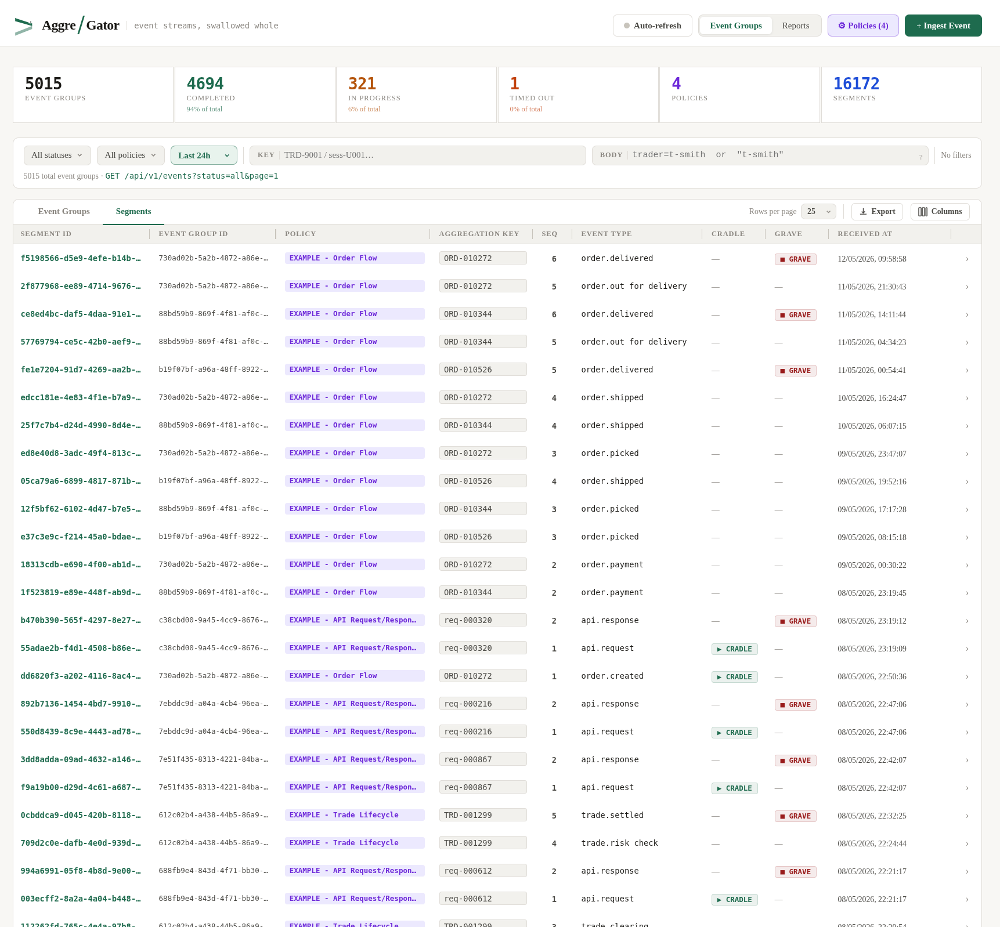 Aggre/Gator event streams, swallowed whole Auto-refresh Event Groups Reports ⚙ Policies (4) + Ingest Event
5015 4694 321 1 4 16172
EVENT GROUPS COMPLETED IN PROGRESS TIMED OUT POLICIES SEGMENTS
94% of total 6% of total 0% of total
All statuses All policies Last 24h KEY TRD-9001 / sess-U001… BODY trader=t-smith or "t-smith" ? No filters
5015 total event groups · GET /api/v1/events?status=all&page=1
Event Groups Segments Rows per page 25 Export Columns
SEGMENT ID EVENT GROUP ID POLICY AGGREGATION KEY SEQ EVENT TYPE CRADLE GRAVE RECEIVED AT
f5198566-d5e9-4efe-b14b-… 730ad02b-5a2b-4872-a86e-… EXAMPLE - Order Flow ORD-010272 6 order.delivered — ■ GRAVE 12/05/2026, 09:58:58 ›
2f877968-ee89-4714-9676-… 730ad02b-5a2b-4872-a86e-… EXAMPLE - Order Flow ORD-010272 5 order.out for delivery — — 11/05/2026, 21:30:43 ›
ce8ed4bc-daf5-4daa-91e1-… 88bd59b9-869f-4f81-af0c-… EXAMPLE - Order Flow ORD-010344 6 order.delivered — ■ GRAVE 11/05/2026, 14:11:44 ›
57769794-ce5c-42b0-aef9-… 88bd59b9-869f-4f81-af0c-… EXAMPLE - Order Flow ORD-010344 5 order.out for delivery — — 11/05/2026, 04:34:23 ›
fe1e7204-91d7-4269-aa2b-… b19f07bf-a96a-48ff-8922-… EXAMPLE - Order Flow ORD-010526 5 order.delivered — ■ GRAVE 11/05/2026, 00:54:41 ›
edcc181e-4e83-4f1e-b7a9-… 730ad02b-5a2b-4872-a86e-… EXAMPLE - Order Flow ORD-010272 4 order.shipped — — 10/05/2026, 16:24:47 ›
25f7c7b4-d24d-4990-8d4e-… 88bd59b9-869f-4f81-af0c-… EXAMPLE - Order Flow ORD-010344 4 order.shipped — — 10/05/2026, 06:07:15 ›
ed8e40d8-3adc-49f4-813c-… 730ad02b-5a2b-4872-a86e-… EXAMPLE - Order Flow ORD-010272 3 order.picked — — 09/05/2026, 23:47:07 ›
05ca79a6-6899-4817-871b-… b19f07bf-a96a-48ff-8922-… EXAMPLE - Order Flow ORD-010526 4 order.shipped — — 09/05/2026, 19:52:16 ›
12f5bf62-6102-4d47-b7e5-… 88bd59b9-869f-4f81-af0c-… EXAMPLE - Order Flow ORD-010344 3 order.picked — — 09/05/2026, 17:17:28 ›
e37c3e9c-f214-45a0-bdae-… b19f07bf-a96a-48ff-8922-… EXAMPLE - Order Flow ORD-010526 3 order.picked — — 09/05/2026, 08:15:18 ›
18313cdb-e690-4f00-ab1d-… 730ad02b-5a2b-4872-a86e-… EXAMPLE - Order Flow ORD-010272 2 order.payment — — 09/05/2026, 00:30:22 ›
1f523819-e89e-448f-ab9d-… 88bd59b9-869f-4f81-af0c-… EXAMPLE - Order Flow ORD-010344 2 order.payment — — 08/05/2026, 23:19:45 ›
b470b390-565f-4297-8e27-… c38cbd00-9a45-4cc9-8676-… EXAMPLE - API Request/Respon… req-000320 2 api.response — ■ GRAVE 08/05/2026, 23:19:12 ›
55adae2b-f4d1-4508-b86e-… c38cbd00-9a45-4cc9-8676-… EXAMPLE - API Request/Respon… req-000320 1 api.request ▶ CRADLE — 08/05/2026, 23:19:09 ›
dd6820f3-a202-4116-8ac4-… 730ad02b-5a2b-4872-a86e-… EXAMPLE - Order Flow ORD-010272 1 order.created ▶ CRADLE — 08/05/2026, 22:50:36 ›
892b7136-1454-4bd7-9910-… 7ebddc9d-a04a-4cb4-96ea-… EXAMPLE - API Request/Respon… req-000216 2 api.response — ■ GRAVE 08/05/2026, 22:47:06 ›
550d8439-8c9e-4443-ad78-… 7ebddc9d-a04a-4cb4-96ea-… EXAMPLE - API Request/Respon… req-000216 1 api.request ▶ CRADLE — 08/05/2026, 22:47:06 ›
3dd8adda-09ad-4632-a146-… 7e51f435-8313-4221-84ba-… EXAMPLE - API Request/Respon… req-000867 2 api.response — ■ GRAVE 08/05/2026, 22:42:07 ›
f9a19b00-d29d-4c61-a687-… 7e51f435-8313-4221-84ba-… EXAMPLE - API Request/Respon… req-000867 1 api.request ▶ CRADLE — 08/05/2026, 22:42:07 ›
0cbddca9-d045-420b-8118-… 612c02b4-a438-44b5-86a9-… EXAMPLE - Trade Lifecycle TRD-001299 5 trade.settled — ■ GRAVE 08/05/2026, 22:32:25 ›
709d2c0e-dafb-4e0d-939d-… 612c02b4-a438-44b5-86a9-… EXAMPLE - Trade Lifecycle TRD-001299 4 trade.risk check — — 08/05/2026, 22:24:44 ›
994a6991-05f8-4b8d-9e00-… 688fb9e4-843d-4f71-bb30-… EXAMPLE - API Request/Respon… req-000612 2 api.response — ■ GRAVE 08/05/2026, 22:21:17 ›
003ecff2-8a2a-4a04-b448-… 688fb9e4-843d-4f71-bb30-… EXAMPLE - API Request/Respon… req-000612 1 api.request ▶ CRADLE — 08/05/2026, 22:21:17 ›
112262fd-765c-4e4a-97b8-… 612c02b4-a438-44b5-86a9-… EXAMPLE - Trade Lifecycle TRD-001299 3 trade.clearing 08/05/2026, 22:20:54